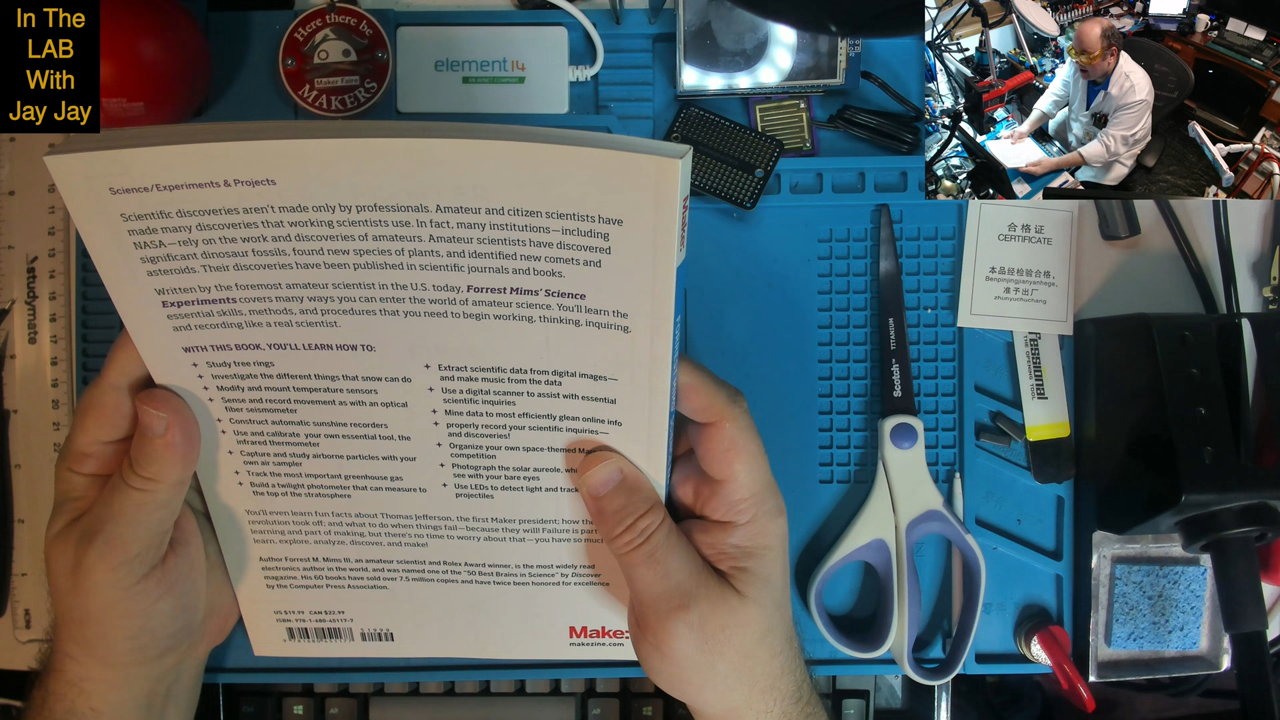 In The
LAB
With
Jay Jay
Here there be
Maker Faire
MAKERS
element14
AN AVNET COMPANY
studymate
Science/Experiments & Projects
Scientific discoveries aren't made only by professionals. Amateur and citizen scientists have
made many discoveries that working scientists use. In fact, many institutions—including
NASA—rely on the work and discoveries of amateurs. Amateur scientists have discovered
significant dinosaur fossils, found new species of plants, and identified new comets and
asteroids. Their discoveries have been published in scientific journals and books.
Written by the foremost amateur scientist in the U.S. today, Forrest Mims' Science
Experiments covers many ways you can enter the world of amateur science. You'll learn the
essential skills, methods, and procedures that you need to begin working, thinking, inquiring,
and recording like a real scientist.
WITH THIS BOOK, YOU'LL LEARN HOW TO:
+ Study tree rings
+ Investigate the different things that snow can do
+ Modify and mount temperature sensors
+ Sense and record movement as with an optical
fiber seismometer
+ Construct automatic sunshine recorders
+ Use and calibrate your own essential tool, the
infrared thermometer
+ Capture and study airborne particles with your
own air sampler
+ Track the most important greenhouse gas
+ Build a twilight photometer that can measure to
the top of the stratosphere
+ Extract scientific data from digital images—
and make music from the data
+ Use a digital scanner to assist with essential
scientific inquiries
+ Mine data to most efficiently glean online info
+ properly record your scientific inquiries—
and discoveries!
+ Organize your own space-themed
competition
+ Photograph the solar aureole,
see with your bare eyes
+ Use LEDs to detect light and track
projectiles
You'll even learn fun facts about Thomas Jefferson, the first Maker president; how the
revolution took off; and what to do when things fail—because they will! Failure is part
learning and part of making, but there's no time to worry about that—you have so much
learn, explore, analyze, discover, and make!
Author Forrest M. Mims III, an amateur scientist and Rolex Award winner, is the most widely read
electronics author in the world, and was named one of the "50 Best Brains in Science" by Discover
magazine. His 60 books have sold over 7.5 million copies and have twice been honored for excellence
by the Computer Press Association.
US $19.99 CAN $22.99
ISBN: 978-1-680-45117-7
Make:
makezine.com
Make:
Scotch™ TITANIUM
合格证
CERTIFICATE
本品经检验合格,
Benpinjingjianyanhege,
准予出厂
zhunyuchuchang
THE OPENING TOOL